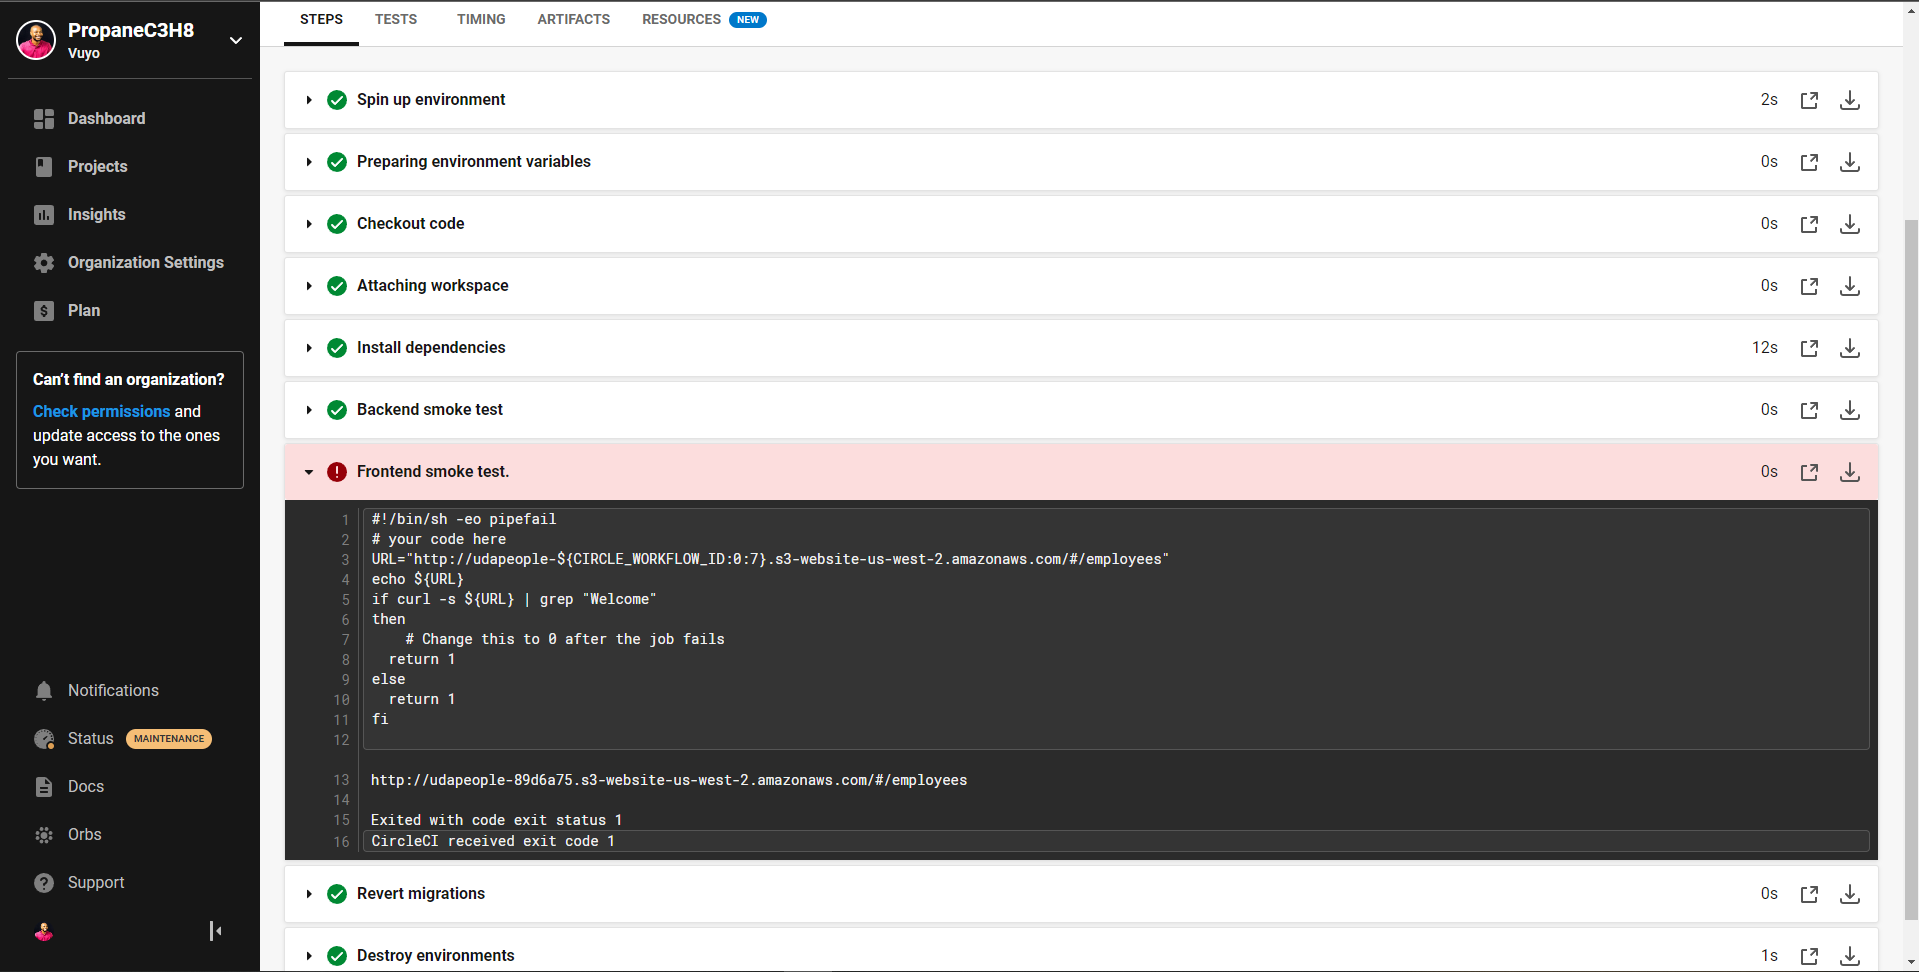 PropaneC3H8
Vuyo
Dashboard
Projects
Insights
Organization Settings
Plan
Can't find an organization?
Check permissions and
update access to the ones
you want.
Notifications
Status MAINTENANCE
Docs
Orbs
Support
STEPS TESTS TIMING ARTIFACTS RESOURCES NEW
Spin up environment 2s
Preparing environment variables 0s
Checkout code 0s
Attaching workspace 0s
Install dependencies 12s
Backend smoke test 0s
Frontend smoke test. 0s
1 #!/bin/sh -eo pipefail
2 # your code here
3 URL="http://udapeople-${CIRCLE_WORKFLOW_ID:0:7}.s3-website-us-west-2.amazonaws.com/#/employees"
4 echo ${URL}
5 if curl -s ${URL} | grep "Welcome"
6 then
7     # Change this to 0 after the job fails
8   return 1
9 else
10   return 1
11 fi
12
13 http://udapeople-89d6a75.s3-website-us-west-2.amazonaws.com/#/employees
14
15 Exited with code exit status 1
16 CircleCI received exit code 1
Revert migrations 0s
Destroy environments 1s